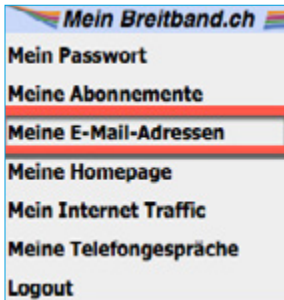 Mein Breitband.ch
Mein Passwort
Meine Abonnemente
Meine E-Mail-Adressen
Meine Homepage
Mein Internet Traffic
Meine Telefongespräche
Logout